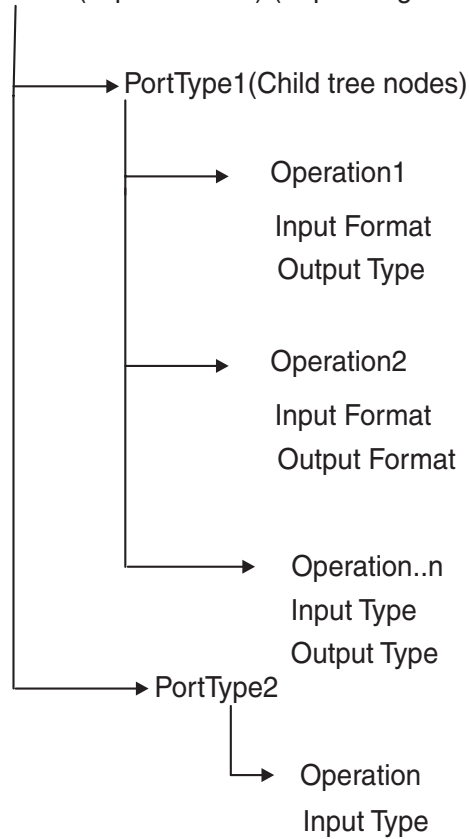 PortType1(Child tree nodes)
Operation1
Input Format
Output Type
Operation2
Input Format
Output Format
Operation..n
Input Type
Output Type
PortType2
Operation
Input Type